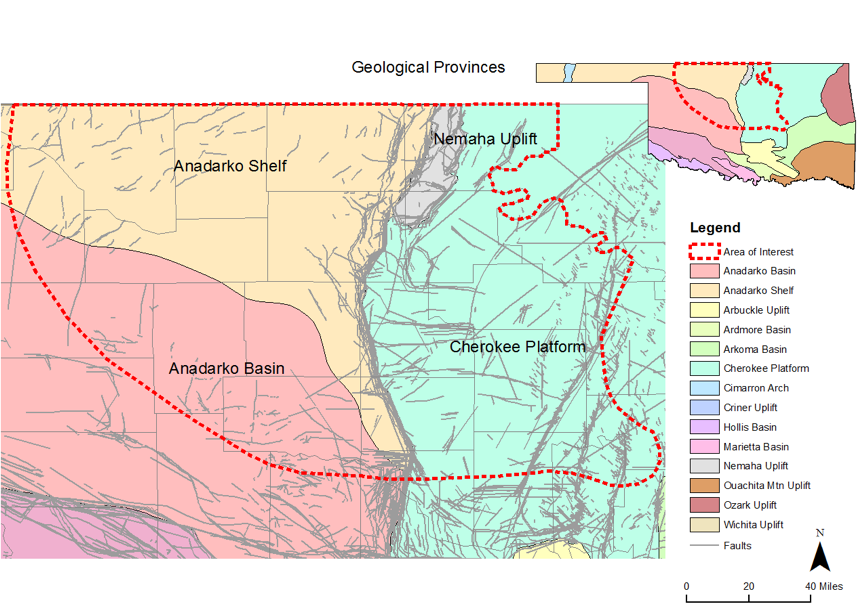 Geological Provinces
Nemaha Uplift
Anadarko Shelf
Cherokee Platform
Anadarko Basin
Legend
Area of Interest
Anadarko Basin
Anadarko Shelf
Arbuckle Uplift
Ardmore Basin
Arkoma Basin
Cherokee Platform
Cimarron Arch
Criner Uplift
Hollis Basin
Marietta Basin
Nemaha Uplift
Ouachita Mtn Uplift
Ozark Uplift
Wichita Uplift
Faults
N
0 20 40 Miles